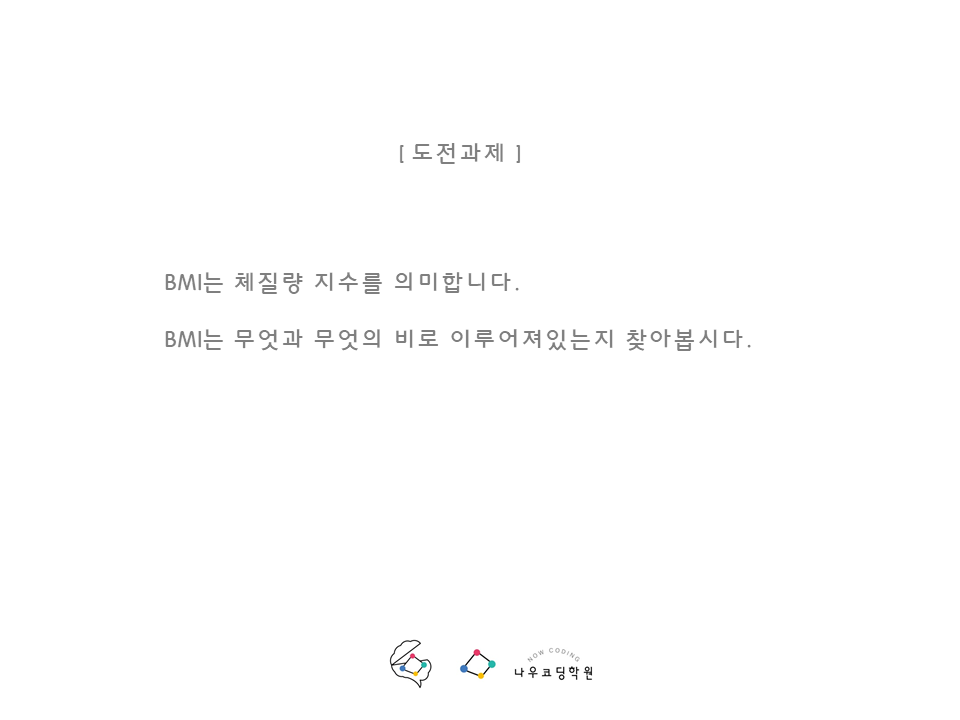 [ 도전과제 ]
BMI는 체질량 지수를 의미합니다.
BMI는 무엇과 무엇의 비로 이루어져있는지 찾아봅시다.
NOW CODING
나우코딩학원